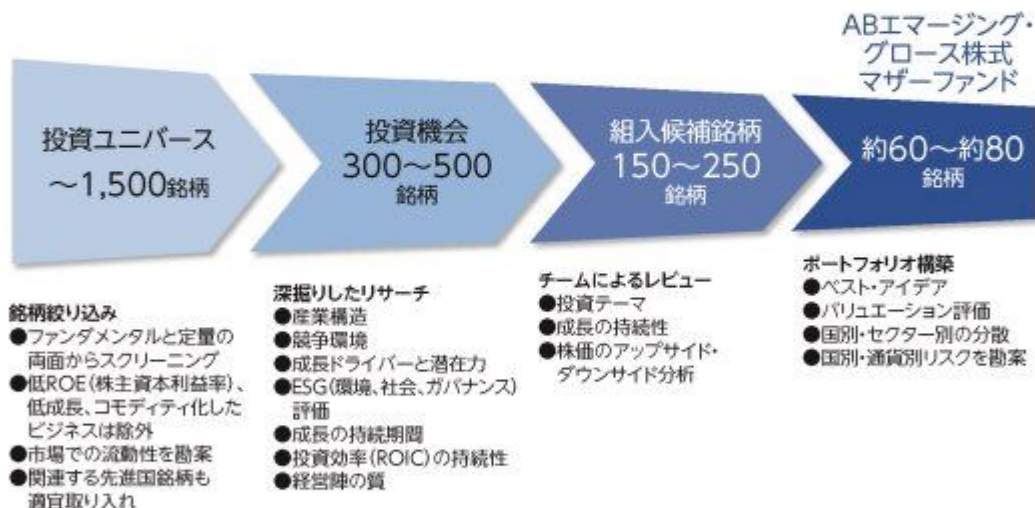 ABエマージング・
グロース株式
マザーファンド
投資ユニバース
～1,500銘柄
投資機会
300～500
銘柄
組入候補銘柄
150～250
銘柄
約60～約80
銘柄
銘柄絞り込み
●ファンダメンタルと定量の
両面からスクリーニング
●低ROE（株主資本利益率）、
低成長、コモディティ化した
ビジネスは除外
●市場での流動性を勘案
●関連する先進国銘柄も
適宜取り入れ
深掘りしたリサーチ
●産業構造
●競争環境
●成長ドライバーと潜在力
●ESG（環境、社会、ガバナンス）
評価
●成長の持続期間
●投資効率（ROIC）の持続性
●経営陣の質
チームによるレビュー
●投資テーマ
●成長の持続性
●株価のアップサイド・
ダウンサイド分析
ポートフォリオ構築
●ベスト・アイデア
●バリュエーション評価
●国別・セクター別の分散
●国別・通貨別リスクを勘案